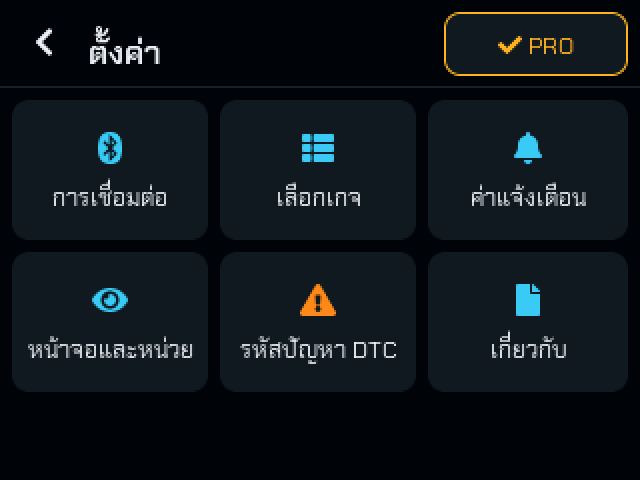 ตั้งค่า
PRO
การเชื่อมต่อ
เลือกเกจ
ค่าแจ้งเตือน
หน้าจอและหน่วย
รหัสปัญหา DTC
เกี่ยวกับ